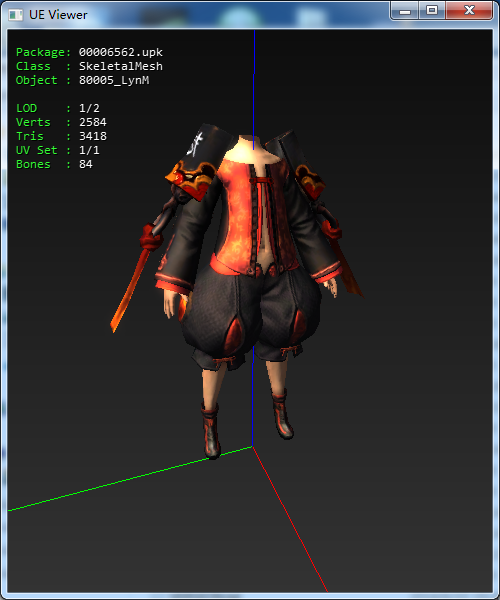 UE Viewer
Package: 00006562.upk
Class : SkeletalMesh
Object : 80005_LynM
LOD : 1/2
Verts : 2584
Tris : 3418
UV Set : 1/1
Bones : 84